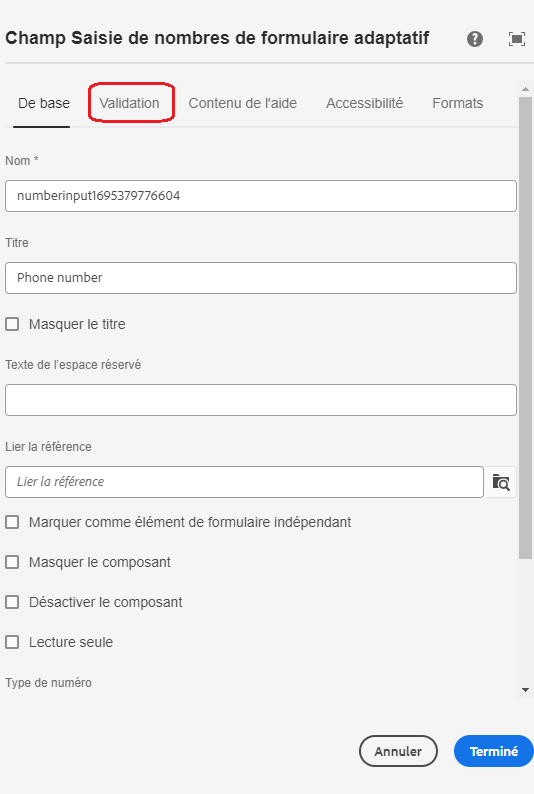 Champ Saisie de nombres de formulaire adaptatif
De base Validation Contenu de l'aide Accessibilité Formats
Nom *
numberinput1695379776604
Titre
Phone number
Masquer le titre
Texte de l'espace réservé
Lier la référence
Lier la référence
Marquer comme élément de formulaire indépendant
Masquer le composant
Désactiver le composant
Lecture seule
Type de numéro
Annuler Terminé